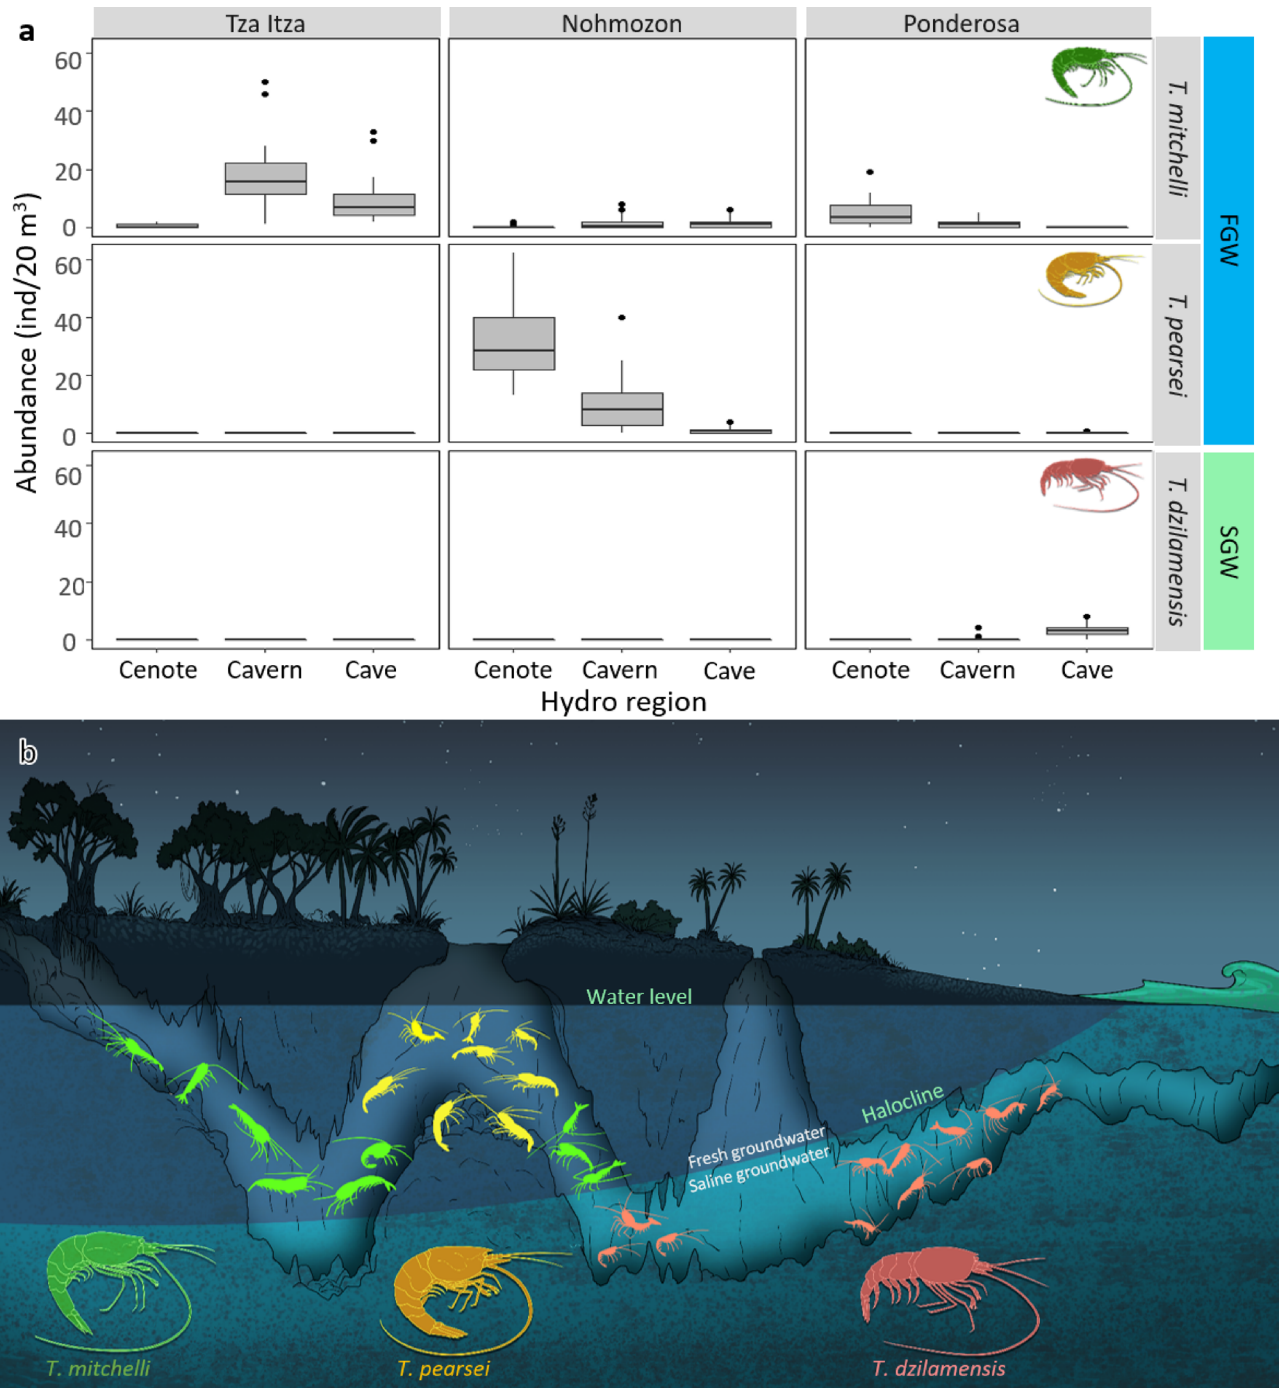 a
Tza Itza
Nohmozon
Ponderosa
Abundance (ind/20 m³)
60
40
20
0
T. mitchelli
60
40
20
0
T. pearsei
FGW
60
40
20
0
T. dzilamensis
SGW
Cenote Cavern Cave
Cenote Cavern Cave
Cenote Cavern Cave
Hydro region
b
Water level
Halocline
Fresh groundwater
Saline groundwater
T. mitchelli
T. pearsei
T. dzilamensis